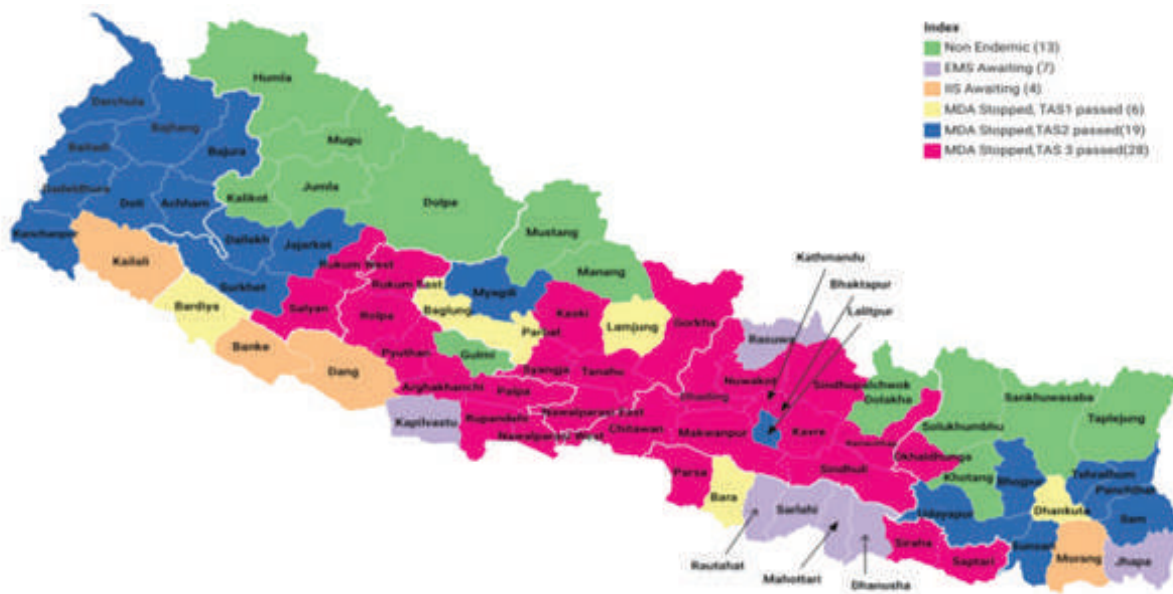 Index
Non Endemic (13)
EMS Awaiting (7)
IIS Awaiting (4)
MDA Stopped, TAS1 passed (6)
MDA Stopped,TAS2 passed(19)
MDA Stopped,TAS 3 passed(28)
Humla
Darchula
Bajhang
Baitadi
Bajura
Mugu
Dadeldhura
Doti
Achham
Kalikot
Jumla
Dolpa
Kanchanpur
Dailekh
Jajarkot
Mustang
Kailali
Surkhet
Rukum West
Manang
Kathmandu
Bhaktapur
Lalitpur
Bardiya
Salyan
Rukum East
Myagdi
Rolpa
Baglung
Parbat
Kaski
Lamjung
Gorkha
Rasuwa
Banke
Dang
Pyuthan
Gulmi
Syangja
Tanahu
Nuwakot
Sindhupalchwok
Dolakha
Sankhuwasaba
Taplejung
Arghakhanchi
Palpa
Dhading
Solukhumbu
Kapilvastu
Rupandehi
Nawalparasi East
Nawalparasi West
Chitawan
Makwanpur
Kavre
Okhaldhunga
Khotang
Bhojpur
Tehrathum
Panchthar
Parsa
Bara
Sindhuli
Sarlahi
Udayapur
Dhankuta
Ilam
Rautahat
Mahottari
Dhanusha
Siraha
Saptari
Sunsari
Morang
Jhapa